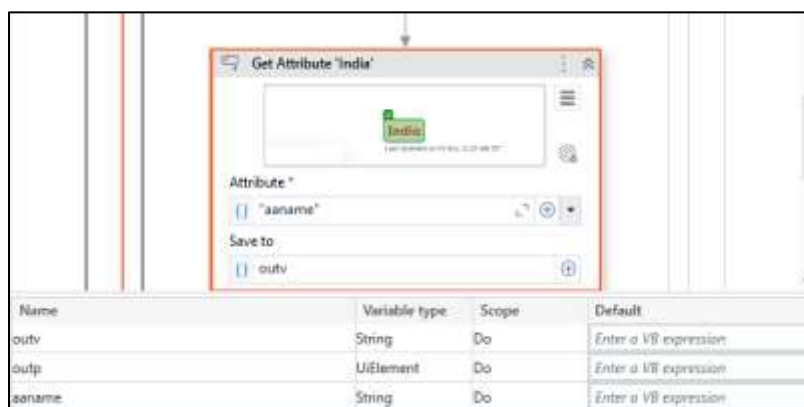 Get Attribute 'India'
India
Attribute *
"aaname"
Save to
outv
Name Variable type Scope Default
outv String Do Enter a VB expression
outp UiElement Do Enter a VB expression
aaname String Do Enter a VB expression